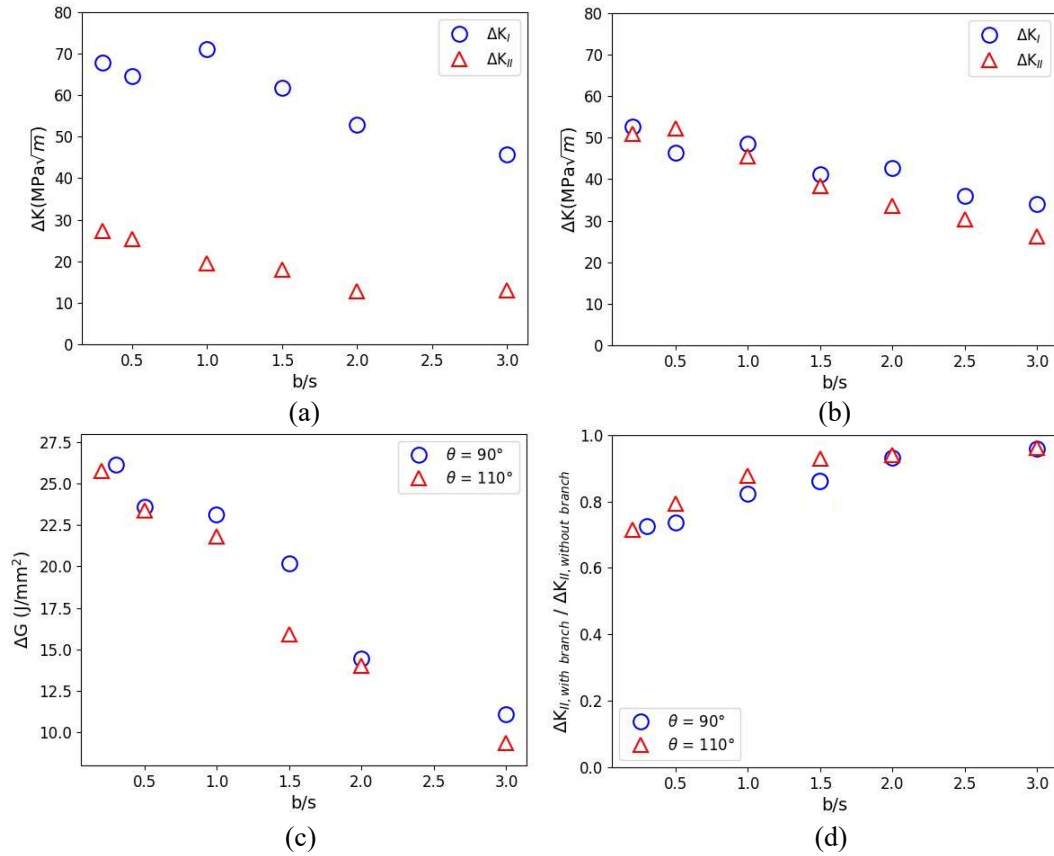 80
70
60
50
40
30
20
10
0
ΔK(MPa√m)
ΔK_I
ΔK_II
0.5 1.0 1.5 2.0 2.5 3.0
b/s
(a)
80
70
60
50
40
30
20
10
0
ΔK(MPa√m)
ΔK_I
ΔK_II
0.5 1.0 1.5 2.0 2.5 3.0
b/s
(b)
27.5
25.0
22.5
20.0
17.5
15.0
12.5
10.0
ΔG (J/mm²)
θ = 90°
θ = 110°
0.5 1.0 1.5 2.0 2.5 3.0
b/s
(c)
1.0
0.8
0.6
0.4
0.2
0.0
ΔK_II, with branch / ΔK_II, without branch
θ = 90°
θ = 110°
0.5 1.0 1.5 2.0 2.5 3.0
b/s
(d)